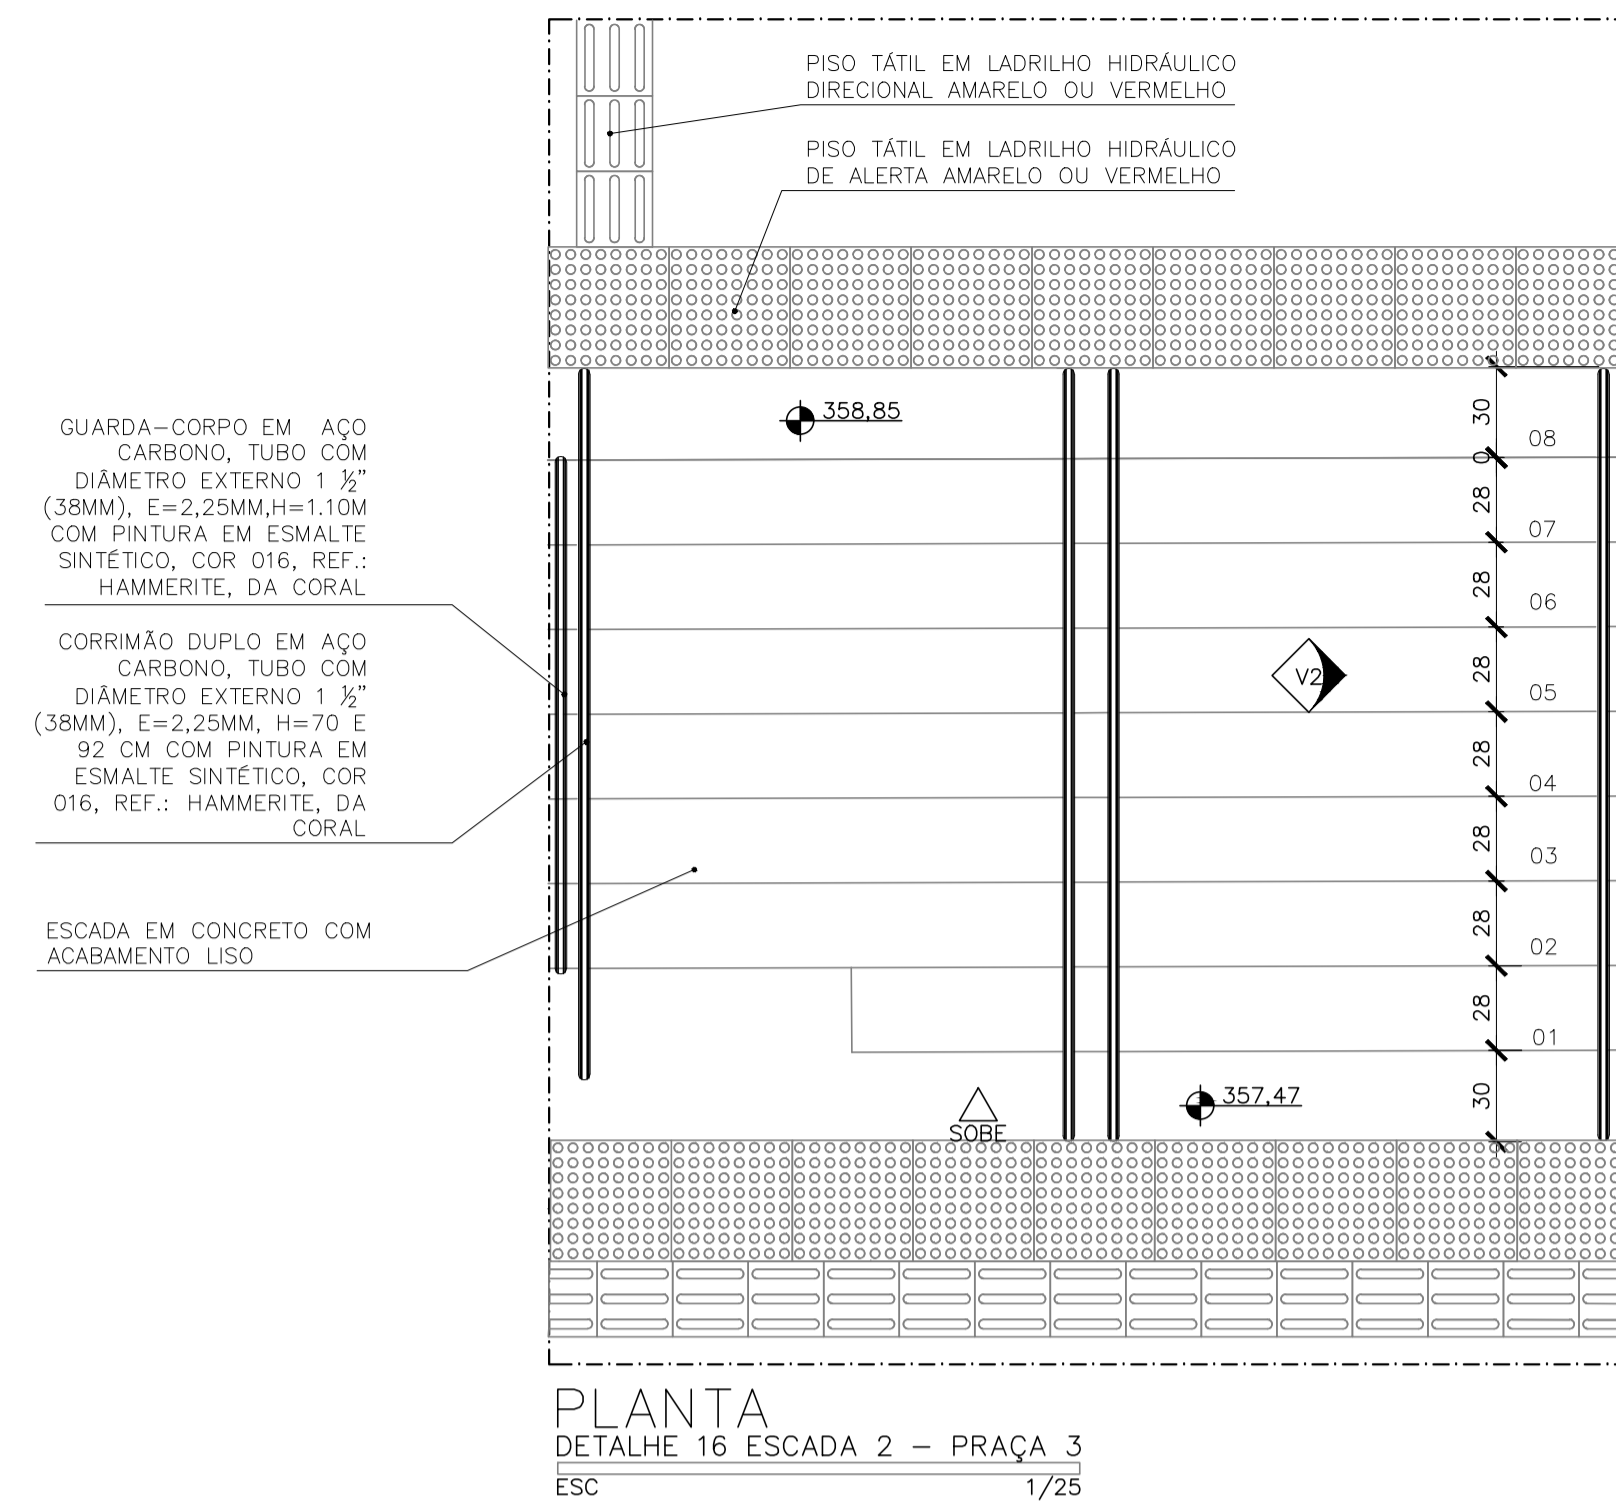 PISO TÁTIL EM LADRILHO HIDRÁULICO
DIRECIONAL AMARELO OU VERMELHO
PISO TÁTIL EM LADRILHO HIDRÁULICO
DE ALERTA AMARELO OU VERMELHO
GUARDA-CORPO EM AÇO
CARBONO, TUBO COM
DIÂMETRO EXTERNO 1 ½”
(38MM), E=2,25MM,H=1.10M
COM PINTURA EM ESMALTE
SINTÉTICO, COR 016, REF.:
HAMMERITE, DA CORAL
CORRIMÃO DUPLO EM AÇO
CARBONO, TUBO COM
DIÂMETRO EXTERNO 1 ½”
(38MM), E=2,25MM, H=70 E
92 CM COM PINTURA EM
ESMALTE SINTÉTICO, COR
016, REF.: HAMMERITE, DA
CORAL
ESCADA EM CONCRETO COM
ACABAMENTO LISO
358,85
V2
SOBE
357,47
30
0
28
28
28
28
28
28
28
30
08
07
06
05
04
03
02
01
PLANTA
DETALHE 16 ESCADA 2 – PRAÇA 3
ESC 1/25